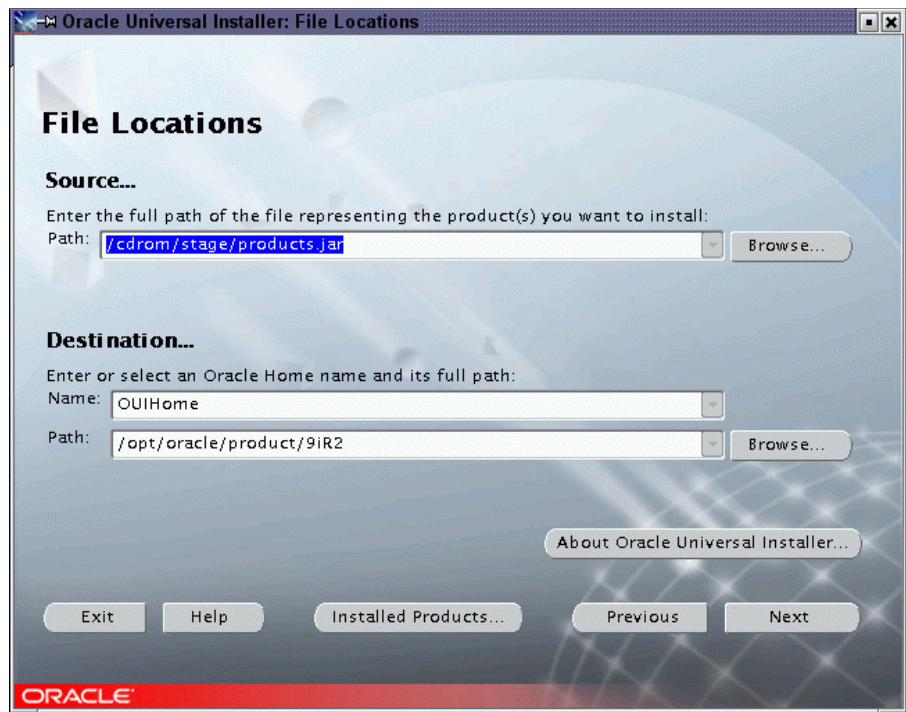 Oracle Universal Installer: File Locations
File Locations
Source...
Enter the full path of the file representing the product(s) you want to install:
Path: /cdrom/stage/products.jar Browse...
Destination...
Enter or select an Oracle Home name and its full path:
Name: OUIHome
Path: /opt/oracle/product/9iR2 Browse...
About Oracle Universal Installer...
Exit Help Installed Products... Previous Next
ORACLE